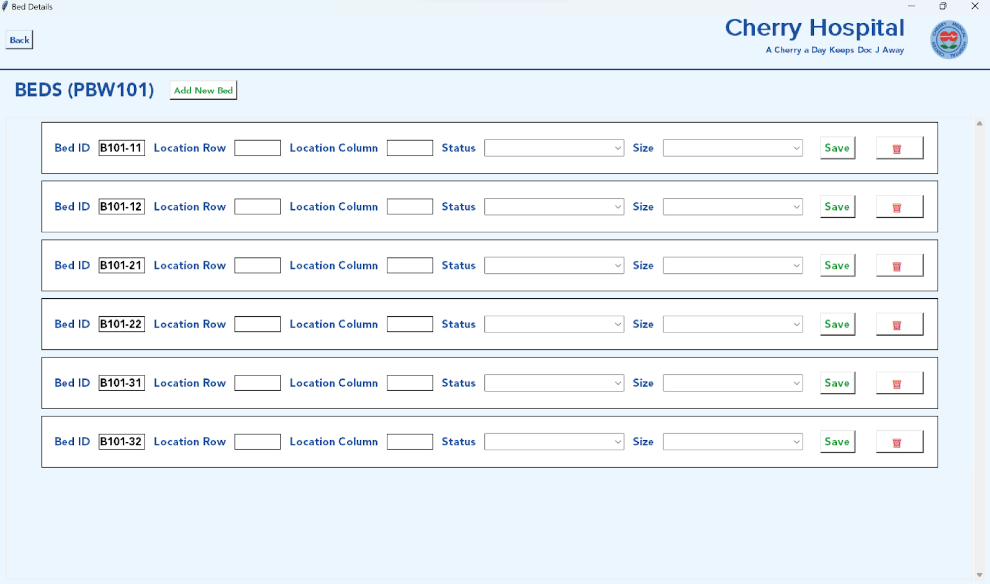 Bed Details
Back
Cherry Hospital
A Cherry a Day Keeps Doc J Away
BEDS (PBW101) Add New Bed
Bed ID B101-11 Location Row Location Column Status Size Save
Bed ID B101-12 Location Row Location Column Status Size Save
Bed ID B101-21 Location Row Location Column Status Size Save
Bed ID B101-22 Location Row Location Column Status Size Save
Bed ID B101-31 Location Row Location Column Status Size Save
Bed ID B101-32 Location Row Location Column Status Size Save